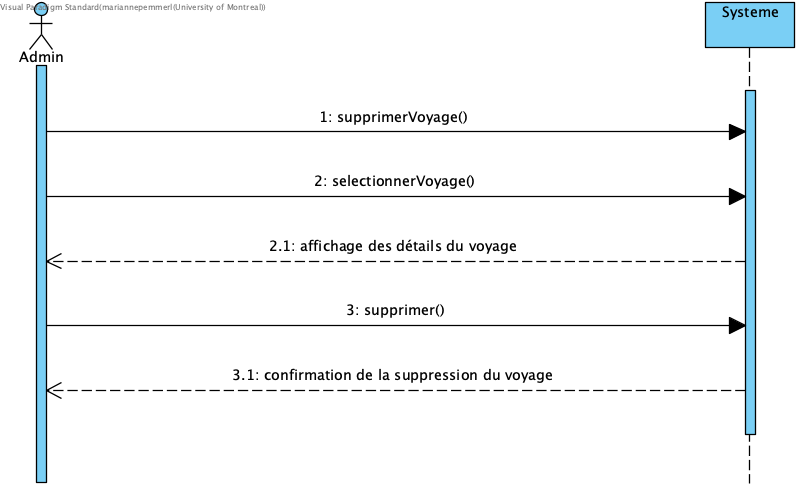 Visual Paradigm Standard(mariannepemmerl(University of Montreal))
Systeme
Admin
1: supprimerVoyage()
2: selectionnerVoyage()
2.1: affichage des détails du voyage
3: supprimer()
3.1: confirmation de la suppression du voyage